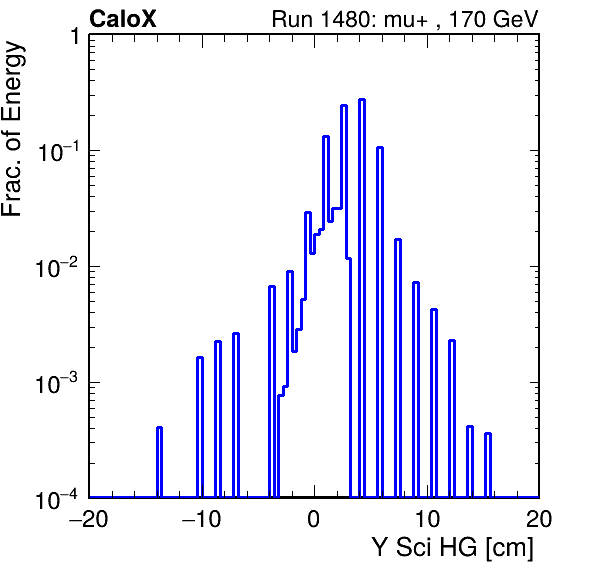 CaloX Run 1480: mu+ , 170 GeV
Frac. of Energy
1
10⁻¹
10⁻²
10⁻³
10⁻⁴
−20 −10 0 10 20
Y Sci HG [cm]